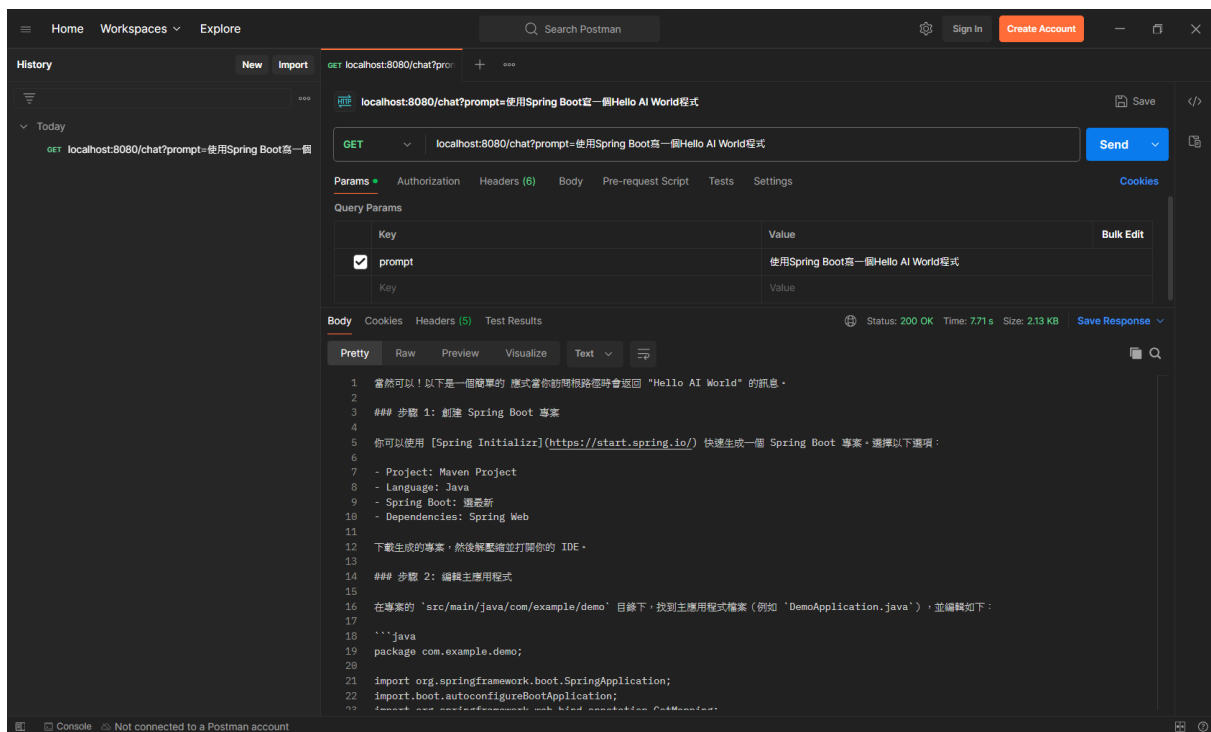 Home Workspaces Explore Search Postman Sign In Create Account
History New Import GET localhost:8080/chat?pron
HTTP localhost:8080/chat?prompt=使用Spring Boot寫一個Hello AI World程式 Save
Today
GET localhost:8080/chat?prompt=使用Spring Boot寫一個
GET localhost:8080/chat?prompt=使用Spring Boot寫一個Hello AI World程式 Send
Params Authorization Headers (6) Body Pre-request Script Tests Settings Cookies
Query Params
Key Value Bulk Edit
prompt 使用Spring Boot寫一個Hello AI World程式
Key Value
Body Cookies Headers (5) Test Results Status: 200 OK Time: 7.71 s Size: 2.13 KB Save Response
Pretty Raw Preview Visualize Text
1 當然可以！以下是一個簡單的 應式當你訪問根路徑時會返回 "Hello AI World" 的訊息。
2
3 ### 步驟 1: 創建 Spring Boot 專案
4
5 你可以使用 [Spring Initializr](https://start.spring.io/) 快速生成一個 Spring Boot 專案。選擇以下選項：
6
7 - Project: Maven Project
8 - Language: Java
9 - Spring Boot: 選最新
10 - Dependencies: Spring Web
11
12 下載生成的專案，然後解壓縮並打開你的 IDE。
13
14 ### 步驟 2: 編輯主應用程式
15
16 在專案的 `src/main/java/com/example/demo` 目錄下，找到主應用程式檔案（例如 `DemoApplication.java`），並編輯如下：
17
18 ```java
19 package com.example.demo;
20
21 import org.springframework.boot.SpringApplication;
22 import.boot.autoconfigureBootApplication;
23 import org.springframework.web.bind.annotation.GetMapping;
Console Not connected to a Postman account